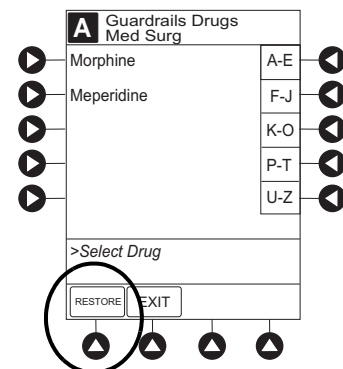 A Guardrails Drugs
Med Surg
Morphine A-E
Meperidine F-J
K-O
P-T
U-Z
>Select Drug
RESTORE EXIT